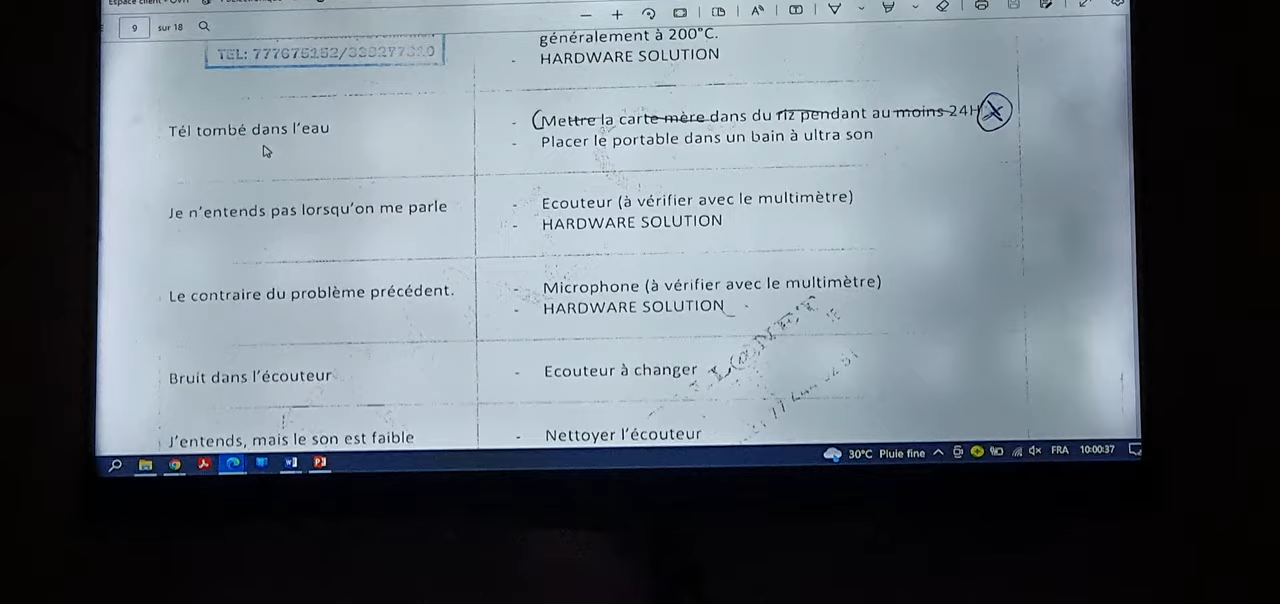 9 sur 18
généralement à 200°C.
TEL: 777675152/338277310
- HARDWARE SOLUTION
Tél tombé dans l'eau
- (Mettre la carte mère dans du riz pendant au moins 24H
- Placer le portable dans un bain à ultra son
Je n'entends pas lorsqu'on me parle
- Ecouteur (à vérifier avec le multimètre)
- HARDWARE SOLUTION
Le contraire du problème précédent.
- Microphone (à vérifier avec le multimètre)
- HARDWARE SOLUTION
Bruit dans l'écouteur
- Ecouteur à changer
J'entends, mais le son est faible
- Nettoyer l'écouteur
30°C Pluie fine FRA 10:00:37